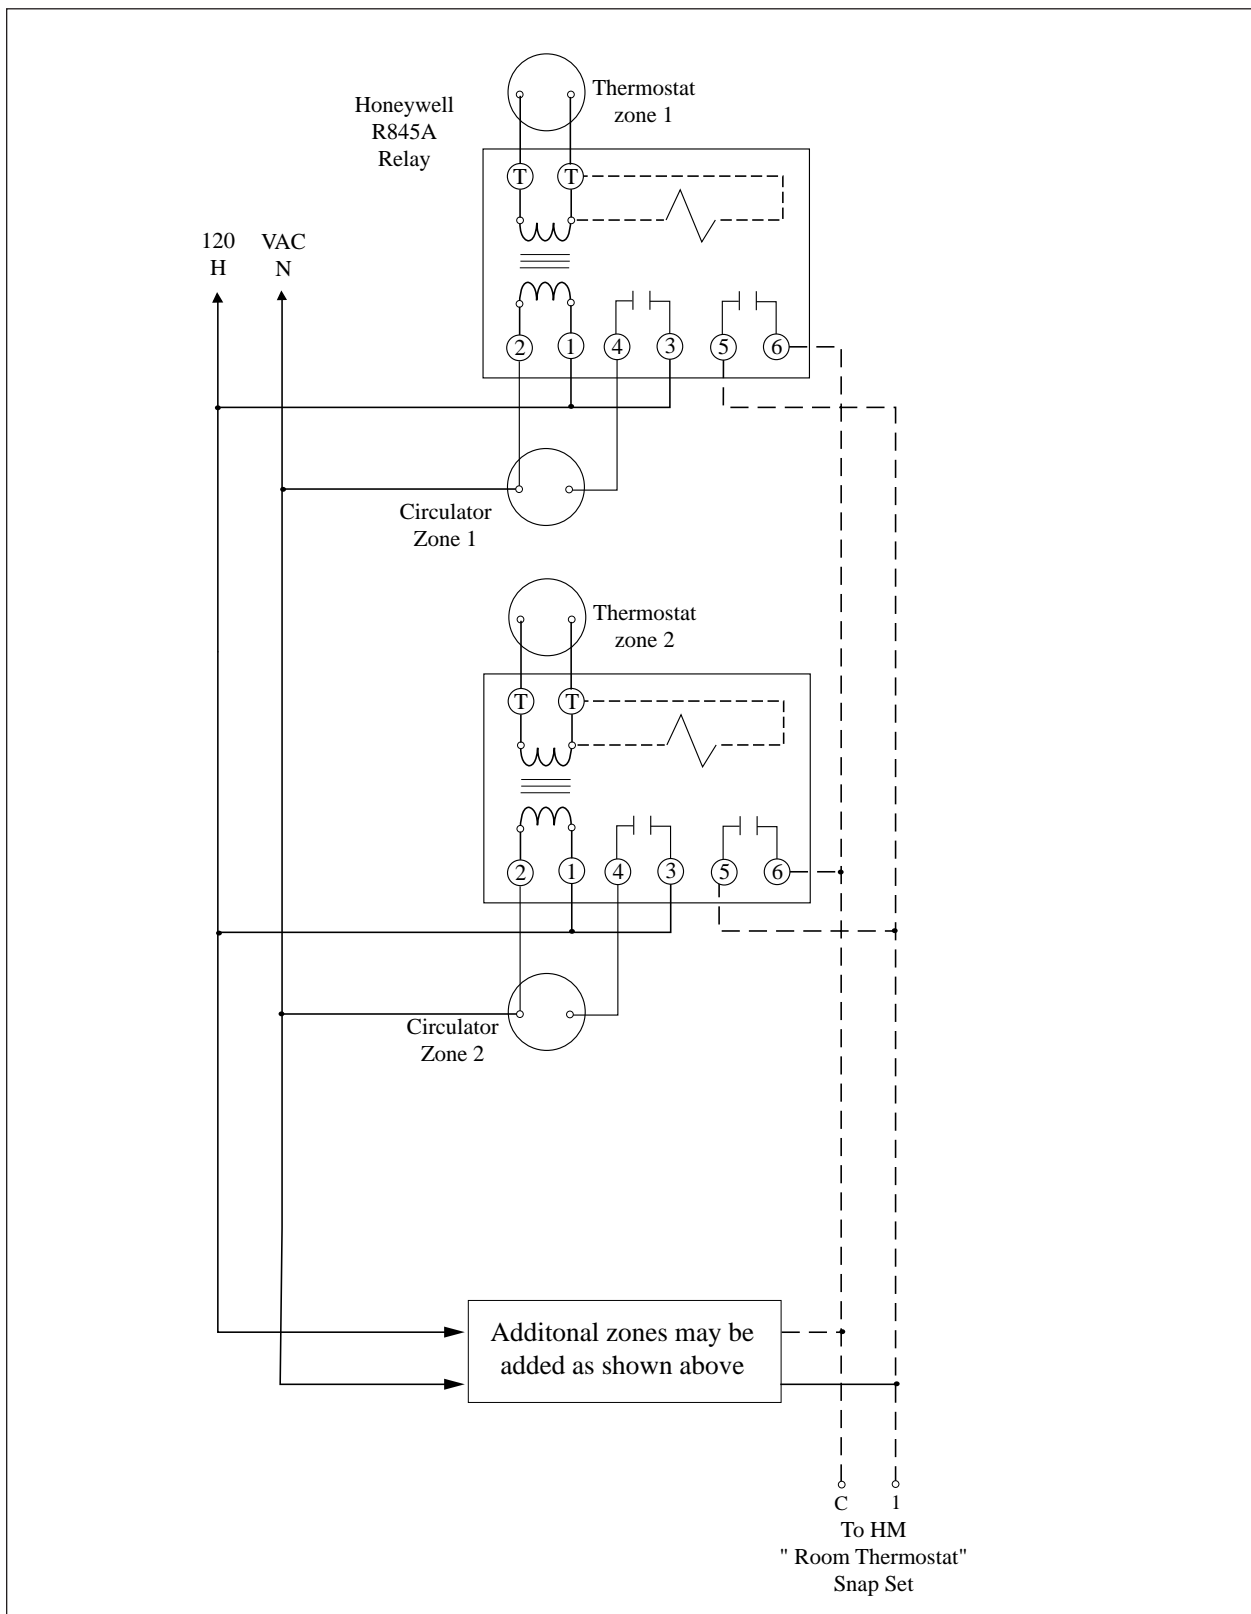 Thermostat
zone 1
Honeywell
R845A
Relay
T T
120 VAC
H N
2 1 4 3 5 6
Circulator
Zone 1
Thermostat
zone 2
T T
2 1 4 3 5 6
Circulator
Zone 2
Additonal zones may be
added as shown above
C 1
To HM
" Room Thermostat"
Snap Set